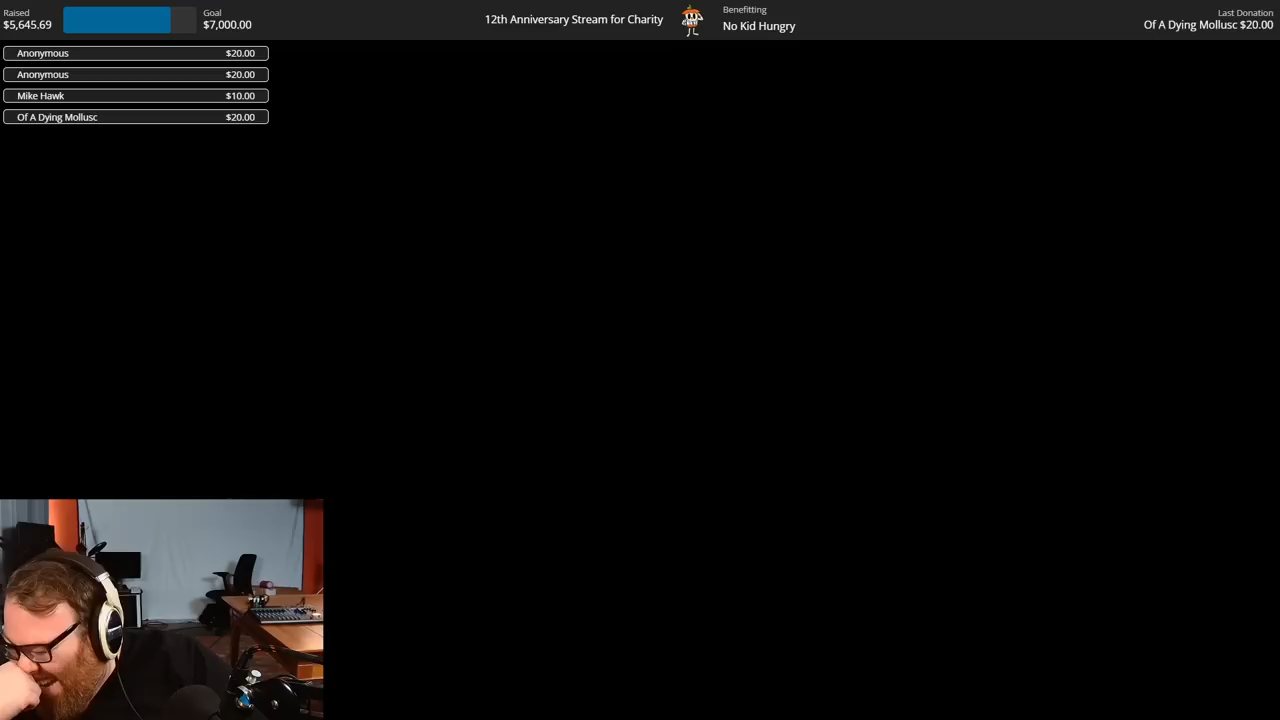 Raised
$5,645.69
Goal
$7,000.00
12th Anniversary Stream for Charity
Benefitting
No Kid Hungry
Last Donation
Of A Dying Mollusc $20.00
Anonymous $20.00
Anonymous $20.00
Mike Hawk $10.00
Of A Dying Mollusc $20.00